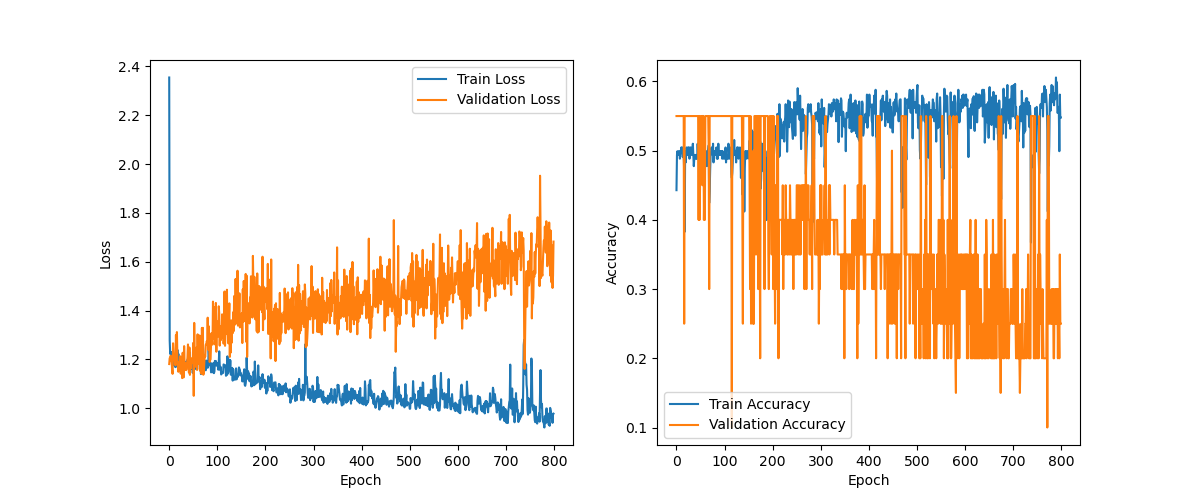 2.4
2.2
2.0
1.8
1.6
1.4
1.2
1.0
Loss
0 100 200 300 400 500 600 700 800
Epoch
Train Loss
Validation Loss
0.6
0.5
0.4
0.3
0.2
0.1
Accuracy
0 100 200 300 400 500 600 700 800
Epoch
Train Accuracy
Validation Accuracy